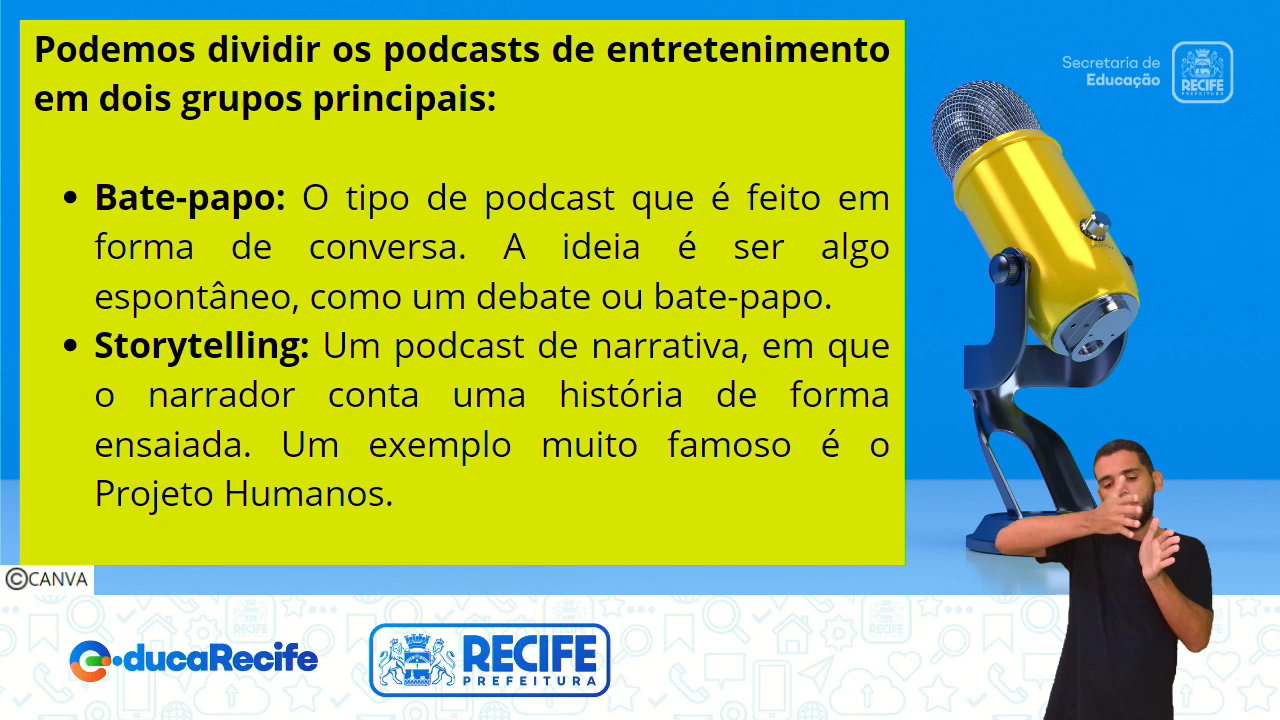 Podemos dividir os podcasts de entretenimento
em dois grupos principais:
• Bate-papo: O tipo de podcast que é feito em
forma de conversa. A ideia é ser algo
espontâneo, como um debate ou bate-papo.
• Storytelling: Um podcast de narrativa, em que
o narrador conta uma história de forma
ensaiada. Um exemplo muito famoso é o
Projeto Humanos.
Secretaria de
Educação
RECIFE
PREFEITURA
©CANVA
ducaRecife
RECIFE
PREFEITURA